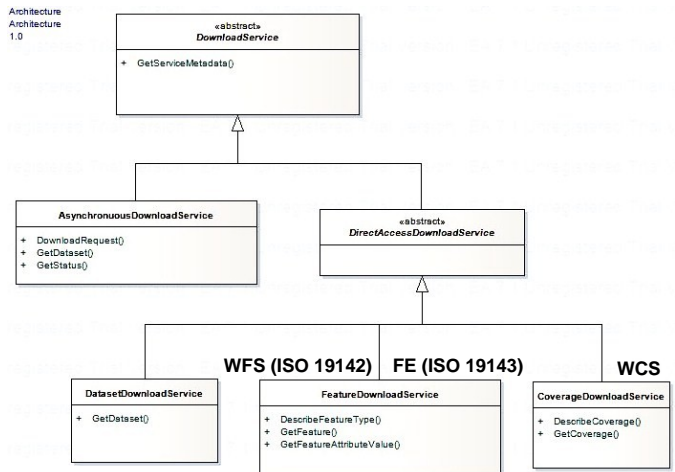 Architecture
Architecture
1.0
«abstract»
DownloadService
+ GetServiceMetadata()
AsynchronuousDownloadService
+ DownloadRequest()
+ GetDataset()
+ GetStatus()
«abstract»
DirectAccessDownloadService
WFS (ISO 19142) FE (ISO 19143) WCS
DatasetDownloadService
+ GetDataset()
FeatureDownloadService
+ DescribeFeatureType()
+ GetFeature()
+ GetFeatureAttributeValue()
CoverageDownloadService
+ DescribeCoverage()
+ GetCoverage()